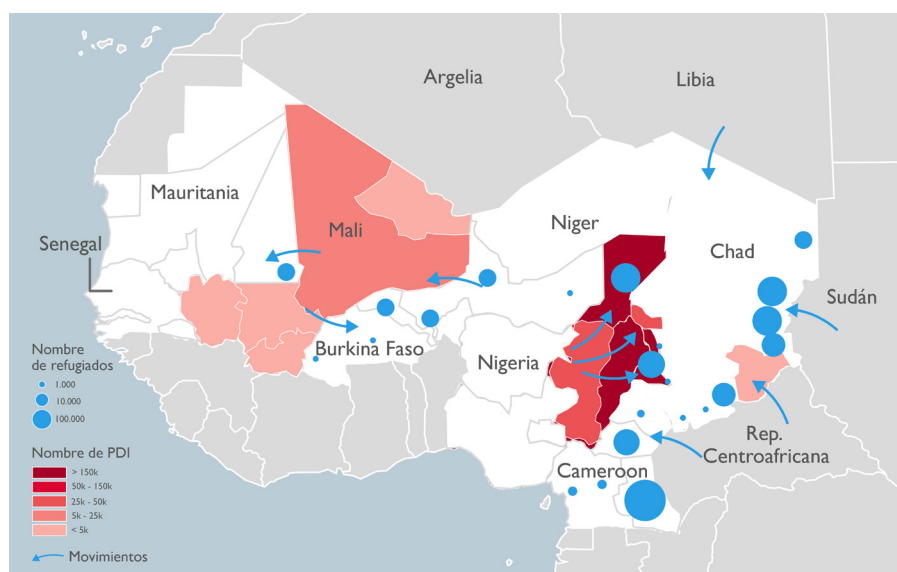 Argelia
Libia
Mauritania
Niger
Mali
Chad
Senegal
Sudán
Burkina Faso
Nigeria
Rep.
Centroafricana
Cameroon
Nombre
de refugiados
1.000
10.000
100.000
Nombre de PDI
> 150k
50k - 150k
25k - 50k
5k - 25k
< 5k
Movimientos